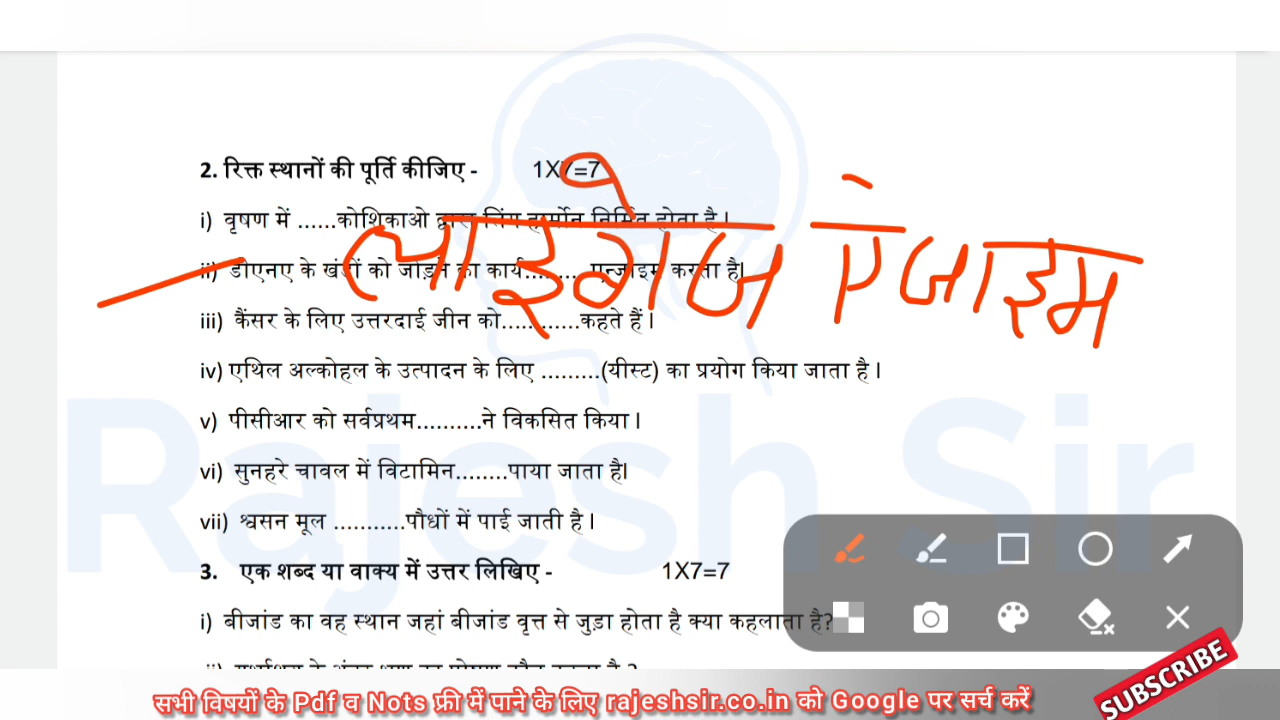 2. रिक्त स्थानों की पूर्ति कीजिए - 1X7=7
i) वृषण में ......कोशिकाओ द्वारा लिंग हार्मोन निर्मित होता है।
लाइगेज एंजाइम
ii) डीएनए के खंडों को जोड़ने का कार्य........ एन्जाइम करता है|
iii) कैंसर के लिए उत्तरदाई जीन को............कहते हैं।
iv) एथिल अल्कोहल के उत्पादन के लिए .........(यीस्ट) का प्रयोग किया जाता है ।
v) पीसीआर को सर्वप्रथम..........ने विकसित किया।
vi) सुनहरे चावल में विटामिन........पाया जाता है|
vii) श्वसन मूल ...........पौधों में पाई जाती है ।
3. एक शब्द या वाक्य में उत्तर लिखिए - 1X7=7
i) बीजांड का वह स्थान जहां बीजांड वृत्त से जुड़ा होता है क्या कहलाता है?
Rajesh Sir
सभी विषयों के Pdf व Nots फ्री में पाने के लिए rajeshsir.co.in को Google पर सर्च करें
SUBSCRIBE